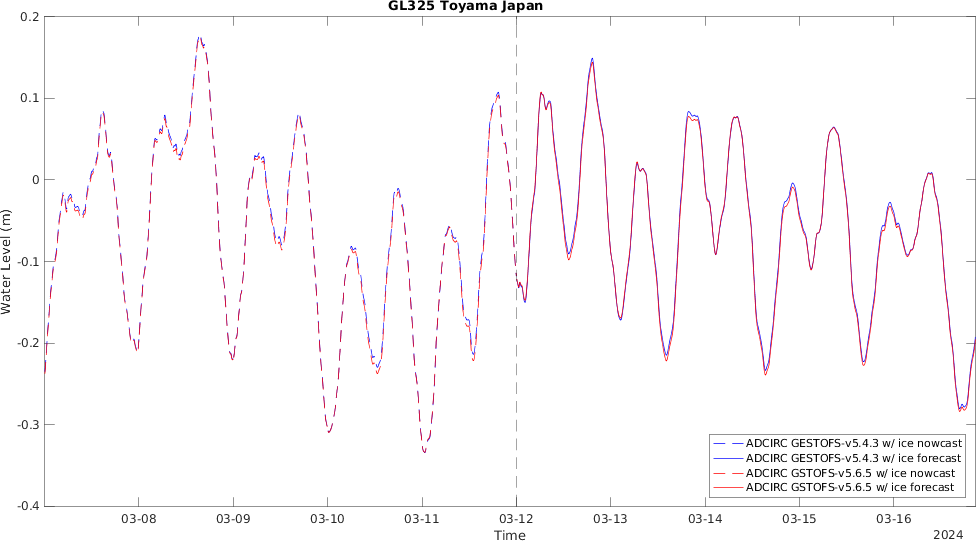 GL325 Toyama Japan
0.2
0.1
0
-0.1
-0.2
-0.3
-0.4
Water Level (m)
ADCIRC GESTOFS-v5.4.3 w/ ice nowcast
ADCIRC GESTOFS-v5.4.3 w/ ice forecast
ADCIRC GSTOFS-v5.6.5 w/ ice nowcast
ADCIRC GSTOFS-v5.6.5 w/ ice forecast
03-08 03-09 03-10 03-11 03-12 03-13 03-14 03-15 03-16
Time
2024